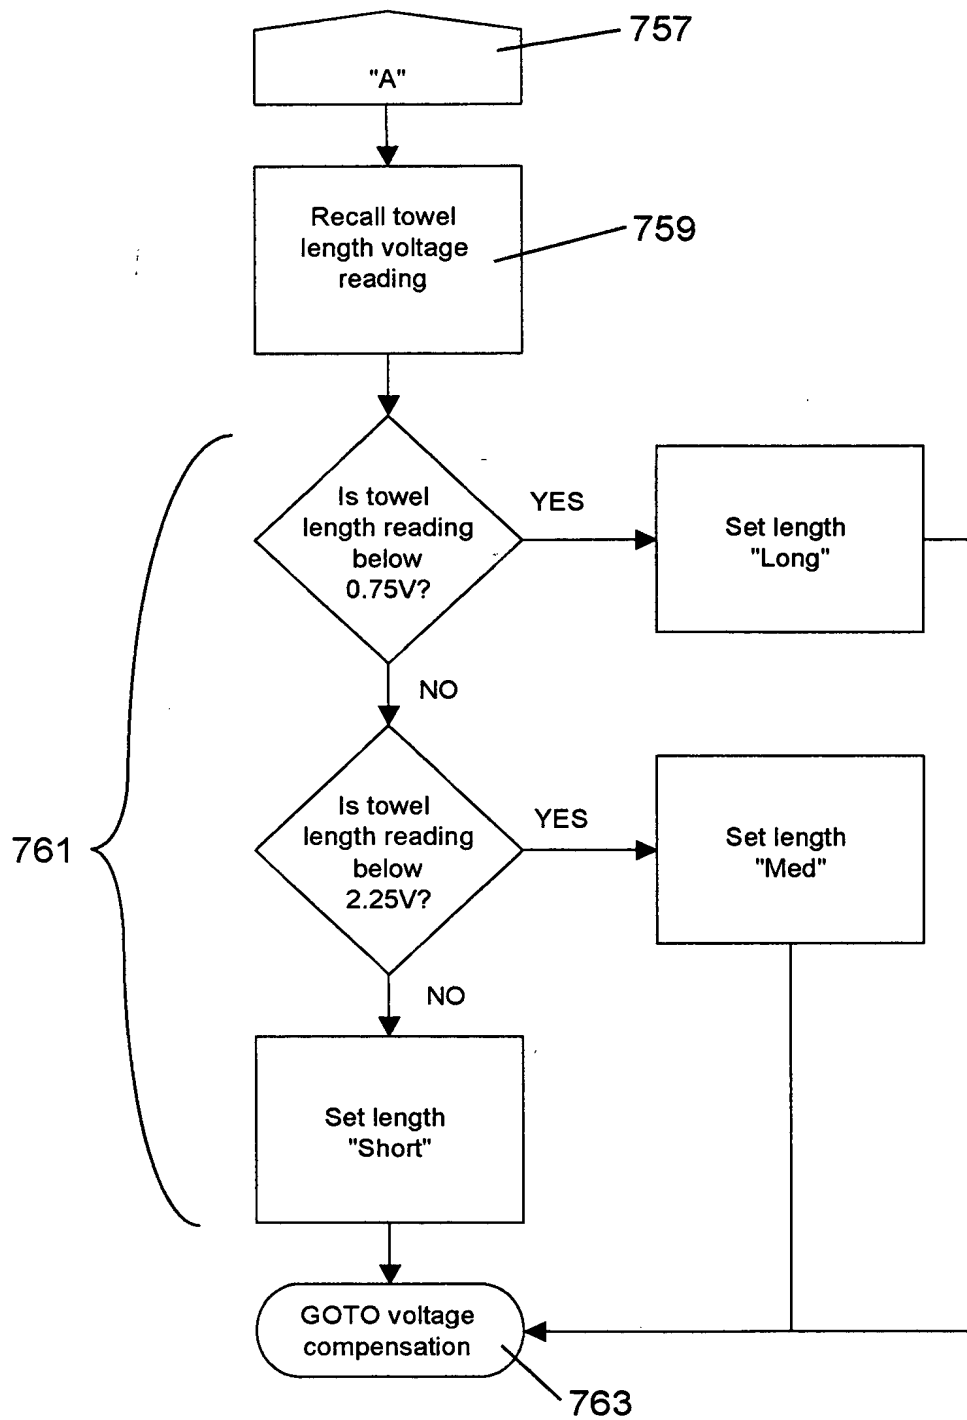 757
"A"
Recall towel
length voltage
reading
759
Is towel
length reading
below
0.75V?
YES
Set length
"Long"
NO
761
Is towel
length reading
below
2.25V?
YES
Set length
"Med"
NO
Set length
"Short"
GOTO voltage
compensation
763